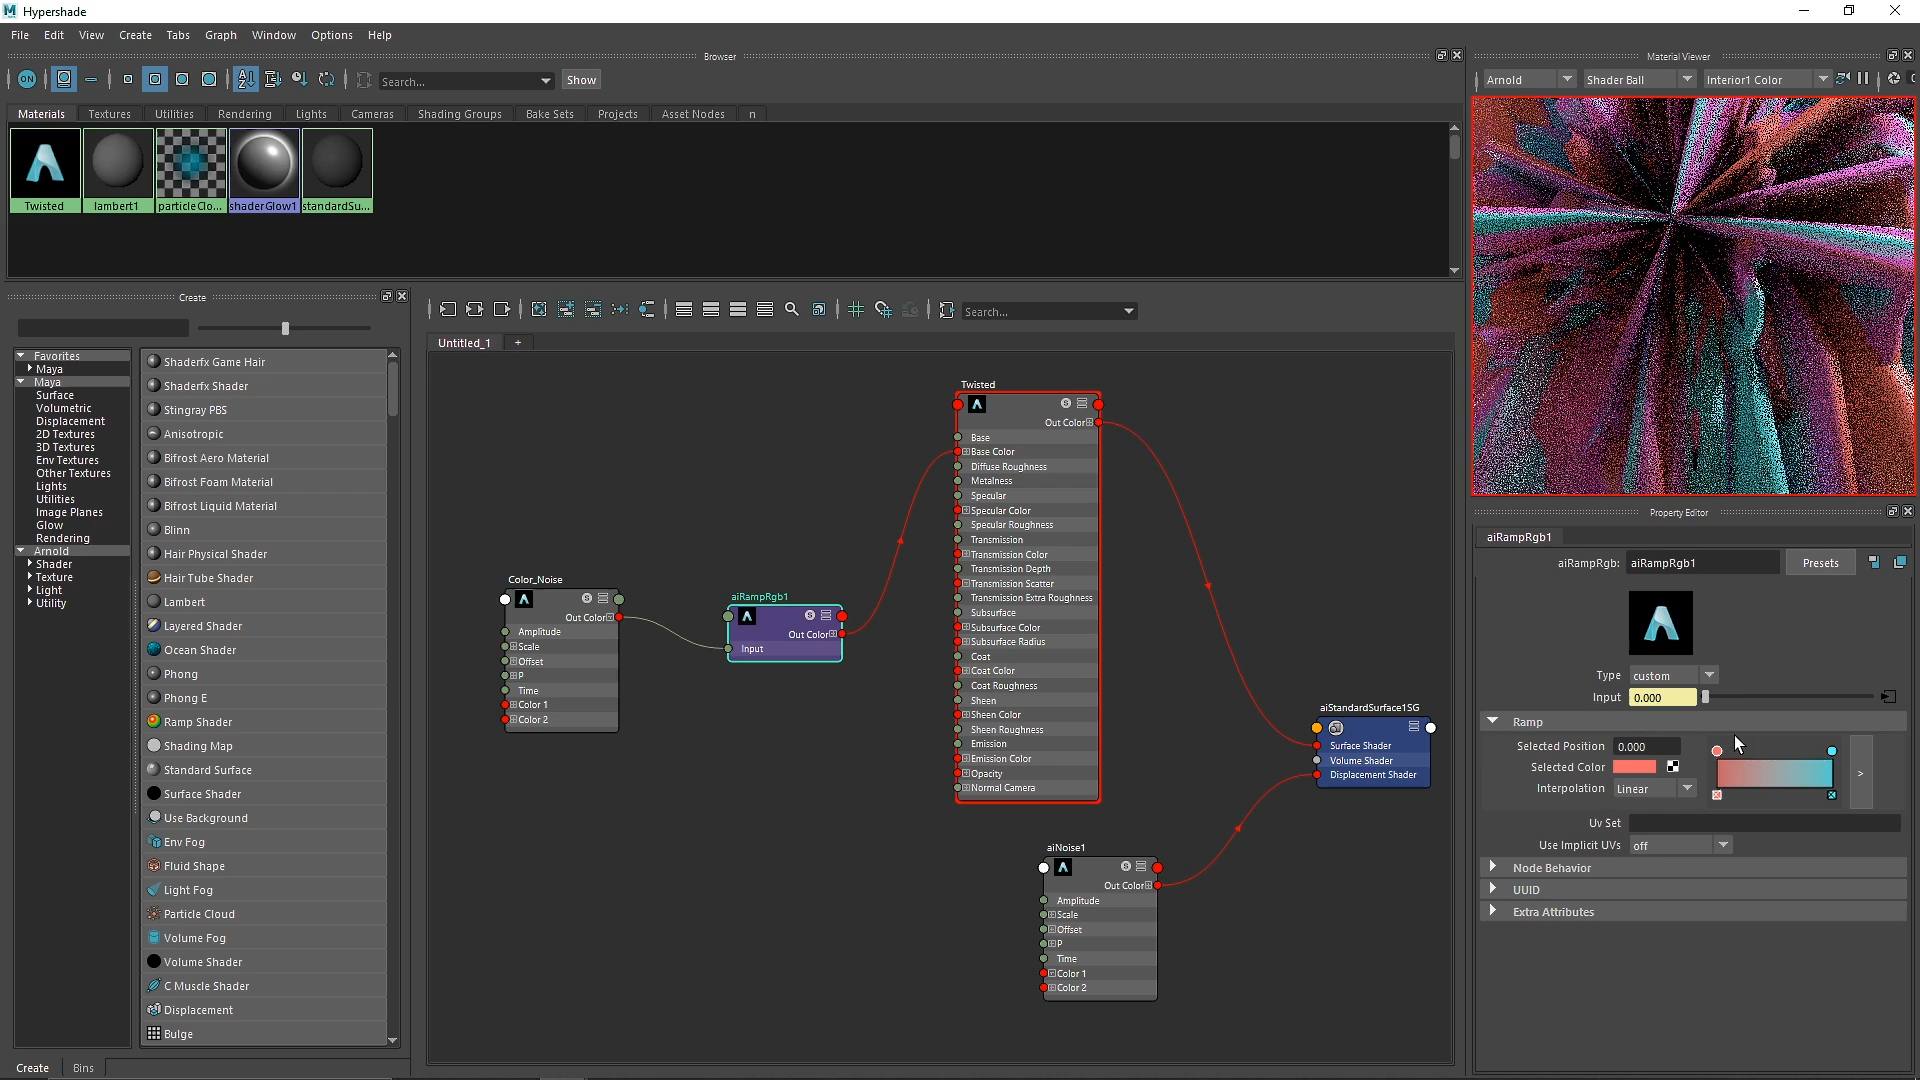 Hypershade
File Edit View Create Tabs Graph Window Options Help
Browser
ON Search... Show
Materials Textures Utilities Rendering Lights Cameras Shading Groups Bake Sets Projects Asset Nodes n
Twisted lambert1 particleClo... shaderGlow1 standardSu...
Material Viewer
Arnold Shader Ball Interior1 Color
Create
Favorites
Maya
Maya
Surface
Volumetric
Displacement
2D Textures
3D Textures
Env Textures
Other Textures
Lights
Utilities
Image Planes
Glow
Rendering
Arnold
Shader
Texture
Light
Utility
Shaderfx Game Hair
Shaderfx Shader
Stingray PBS
Anisotropic
Bifrost Aero Material
Bifrost Foam Material
Bifrost Liquid Material
Blinn
Hair Physical Shader
Hair Tube Shader
Lambert
Layered Shader
Ocean Shader
Phong
Phong E
Ramp Shader
Shading Map
Standard Surface
Surface Shader
Use Background
Env Fog
Fluid Shape
Light Fog
Particle Cloud
Volume Fog
Volume Shader
C Muscle Shader
Displacement
Bulge
Create Bins
Search...
Untitled_1 +
Color_Noise
Out Color
Amplitude
Scale
Offset
P
Time
Color 1
Color 2
aiRampRgb1
Out Color
Input
Twisted
Out Color
Base
Base Color
Diffuse Roughness
Metalness
Specular
Specular Color
Specular Roughness
Transmission
Transmission Color
Transmission Depth
Transmission Scatter
Transmission Extra Roughness
Subsurface
Subsurface Color
Subsurface Radius
Coat
Coat Color
Coat Roughness
Sheen
Sheen Color
Sheen Roughness
Emission
Emission Color
Opacity
Normal Camera
aiNoise1
Out Color
Amplitude
Scale
Offset
P
Time
Color 1
Color 2
aiStandardSurface1SG
Surface Shader
Volume Shader
Displacement Shader
Property Editor
aiRampRgb1
aiRampRgb: aiRampRgb1 Presets
Type custom
Input 0.000
Ramp
Selected Position 0.000
Selected Color
Interpolation Linear
>
Uv Set
Use Implicit UVs off
Node Behavior
UUID
Extra Attributes